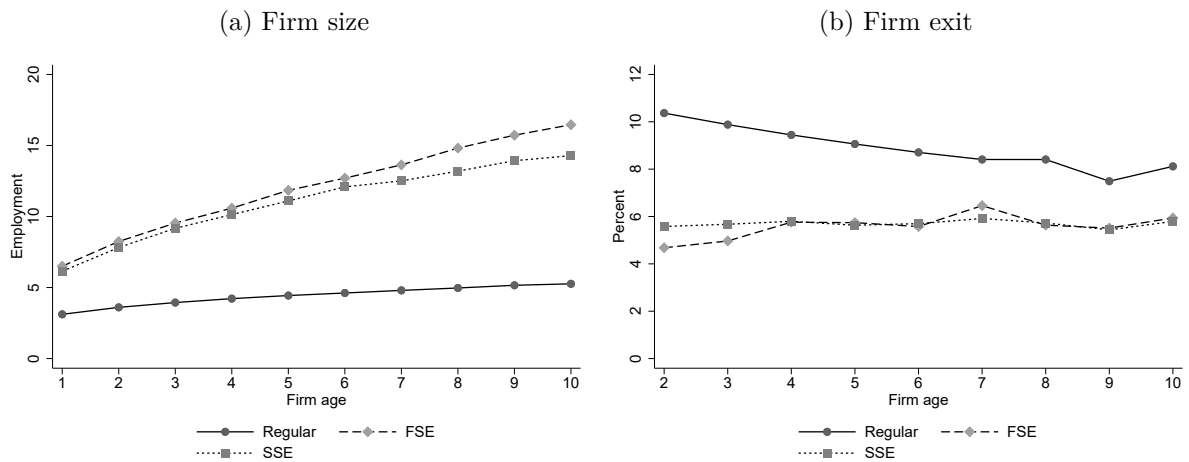 (a) Firm size
20
15
10
5
0
Employment
1 2 3 4 5 6 7 8 9 10
Firm age
Regular FSE
SSE
(b) Firm exit
12
10
8
6
4
2
0
Percent
2 3 4 5 6 7 8 9 10
Firm age
Regular FSE
SSE